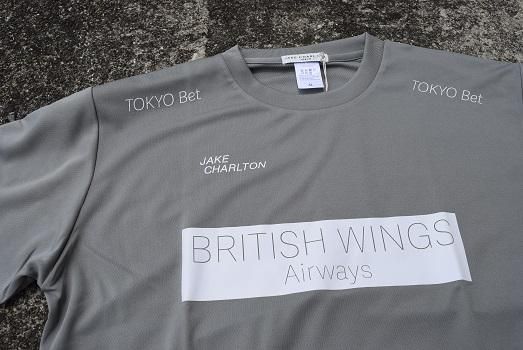 TOKYO Bet
TOKYO Bet
JAKE
CHARLTON
BRITISH WINGS
Airways